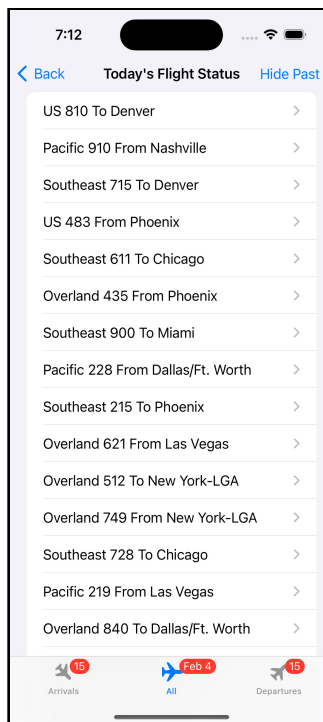 7:12
Back Today's Flight Status Hide Past
US 810 To Denver
Pacific 910 From Nashville
Southeast 715 To Denver
US 483 From Phoenix
Southeast 611 To Chicago
Overland 435 From Phoenix
Southeast 900 To Miami
Pacific 228 From Dallas/Ft. Worth
Southeast 215 To Phoenix
Overland 621 From Las Vegas
Overland 512 To New York-LGA
Overland 749 From New York-LGA
Southeast 728 To Chicago
Pacific 219 From Las Vegas
Overland 840 To Dallas/Ft. Worth
15 Feb 4 15
Arrivals All Departures